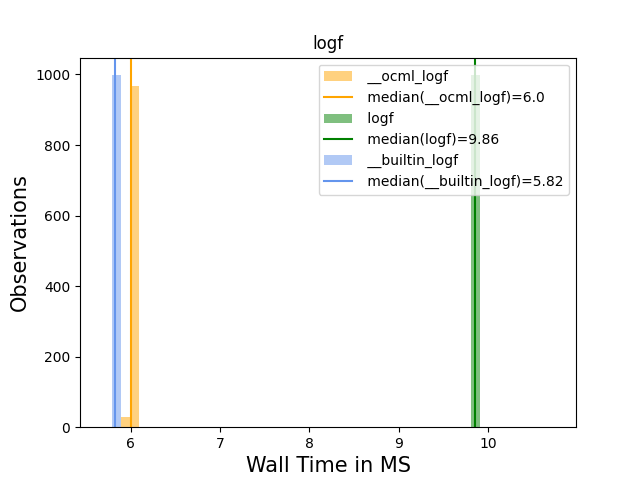 logf
1000
800
600
400
200
0
Observations
__ocml_logf
median(__ocml_logf)=6.0
logf
median(logf)=9.86
__builtin_logf
median(__builtin_logf)=5.82
6 7 8 9 10
Wall Time in MS